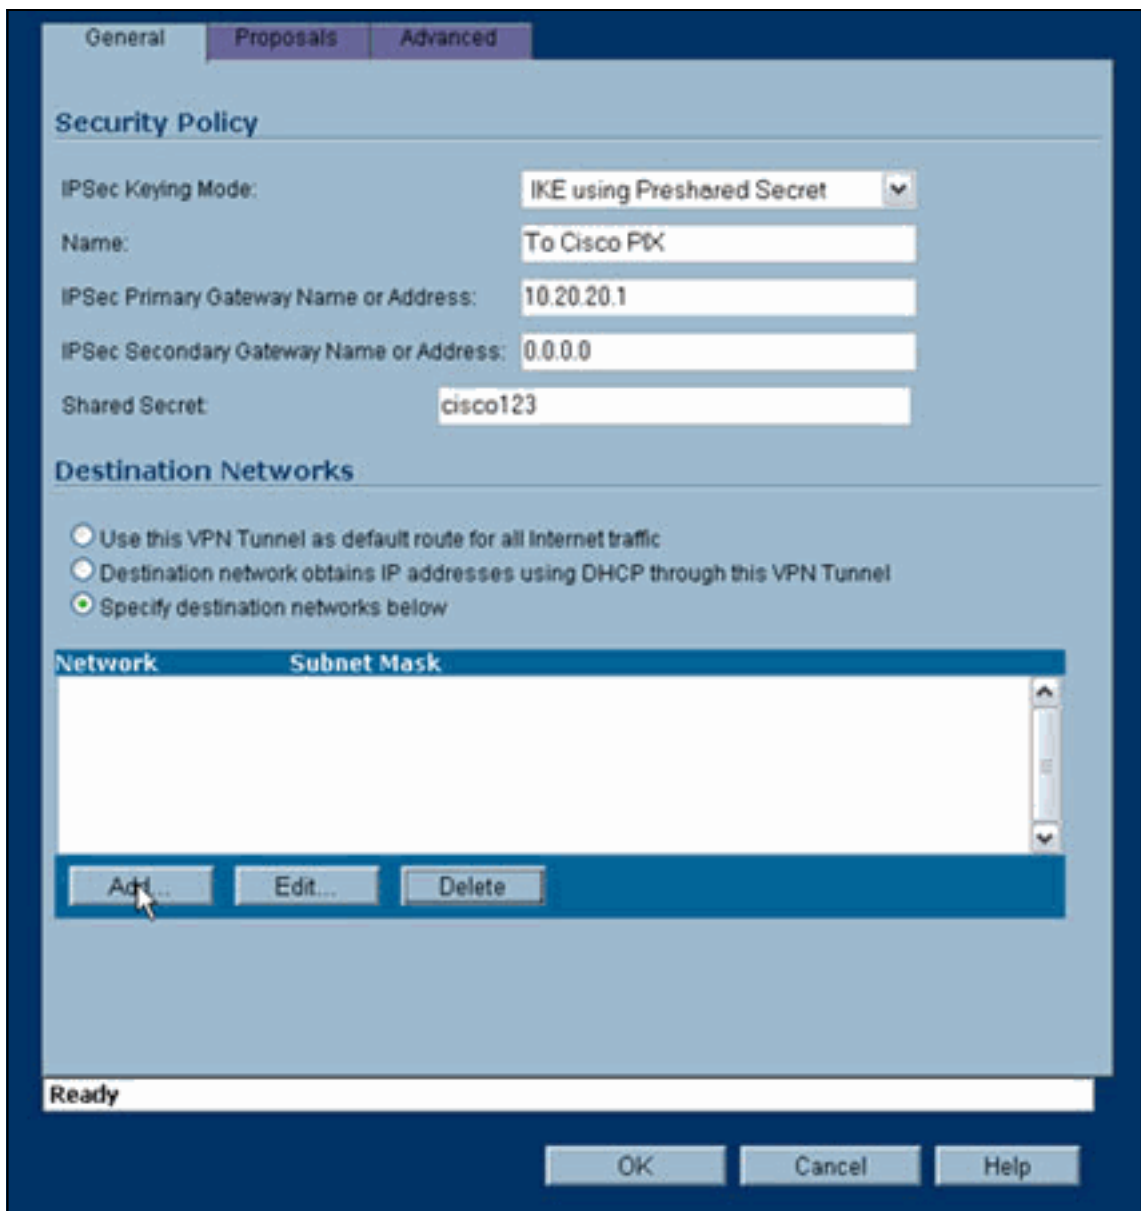 General Proposals Advanced
Security Policy
IPSec Keying Mode: IKE using Preshared Secret
Name: To Cisco PIX
IPSec Primary Gateway Name or Address: 10.20.20.1
IPSec Secondary Gateway Name or Address: 0.0.0.0
Shared Secret: cisco123
Destination Networks
Use this VPN Tunnel as default route for all Internet traffic
Destination network obtains IP addresses using DHCP through this VPN Tunnel
Specify destination networks below
Network Subnet Mask
Add... Edit... Delete
Ready
OK Cancel Help